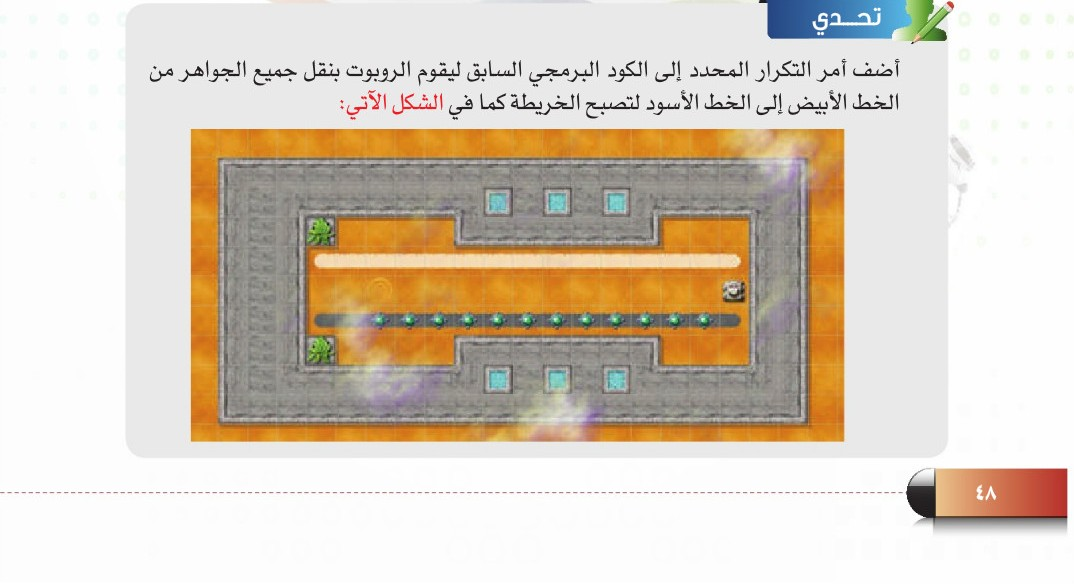 تحـــدي
أضف أمر التكرار المحدد إلى الكود البرمجي السابق ليقوم الروبوت بنقل جميع الجواهر من
الخط الأبيض إلى الخط الأسود لتصبح الخريطة كما في الشكل الآتي:
٤٨